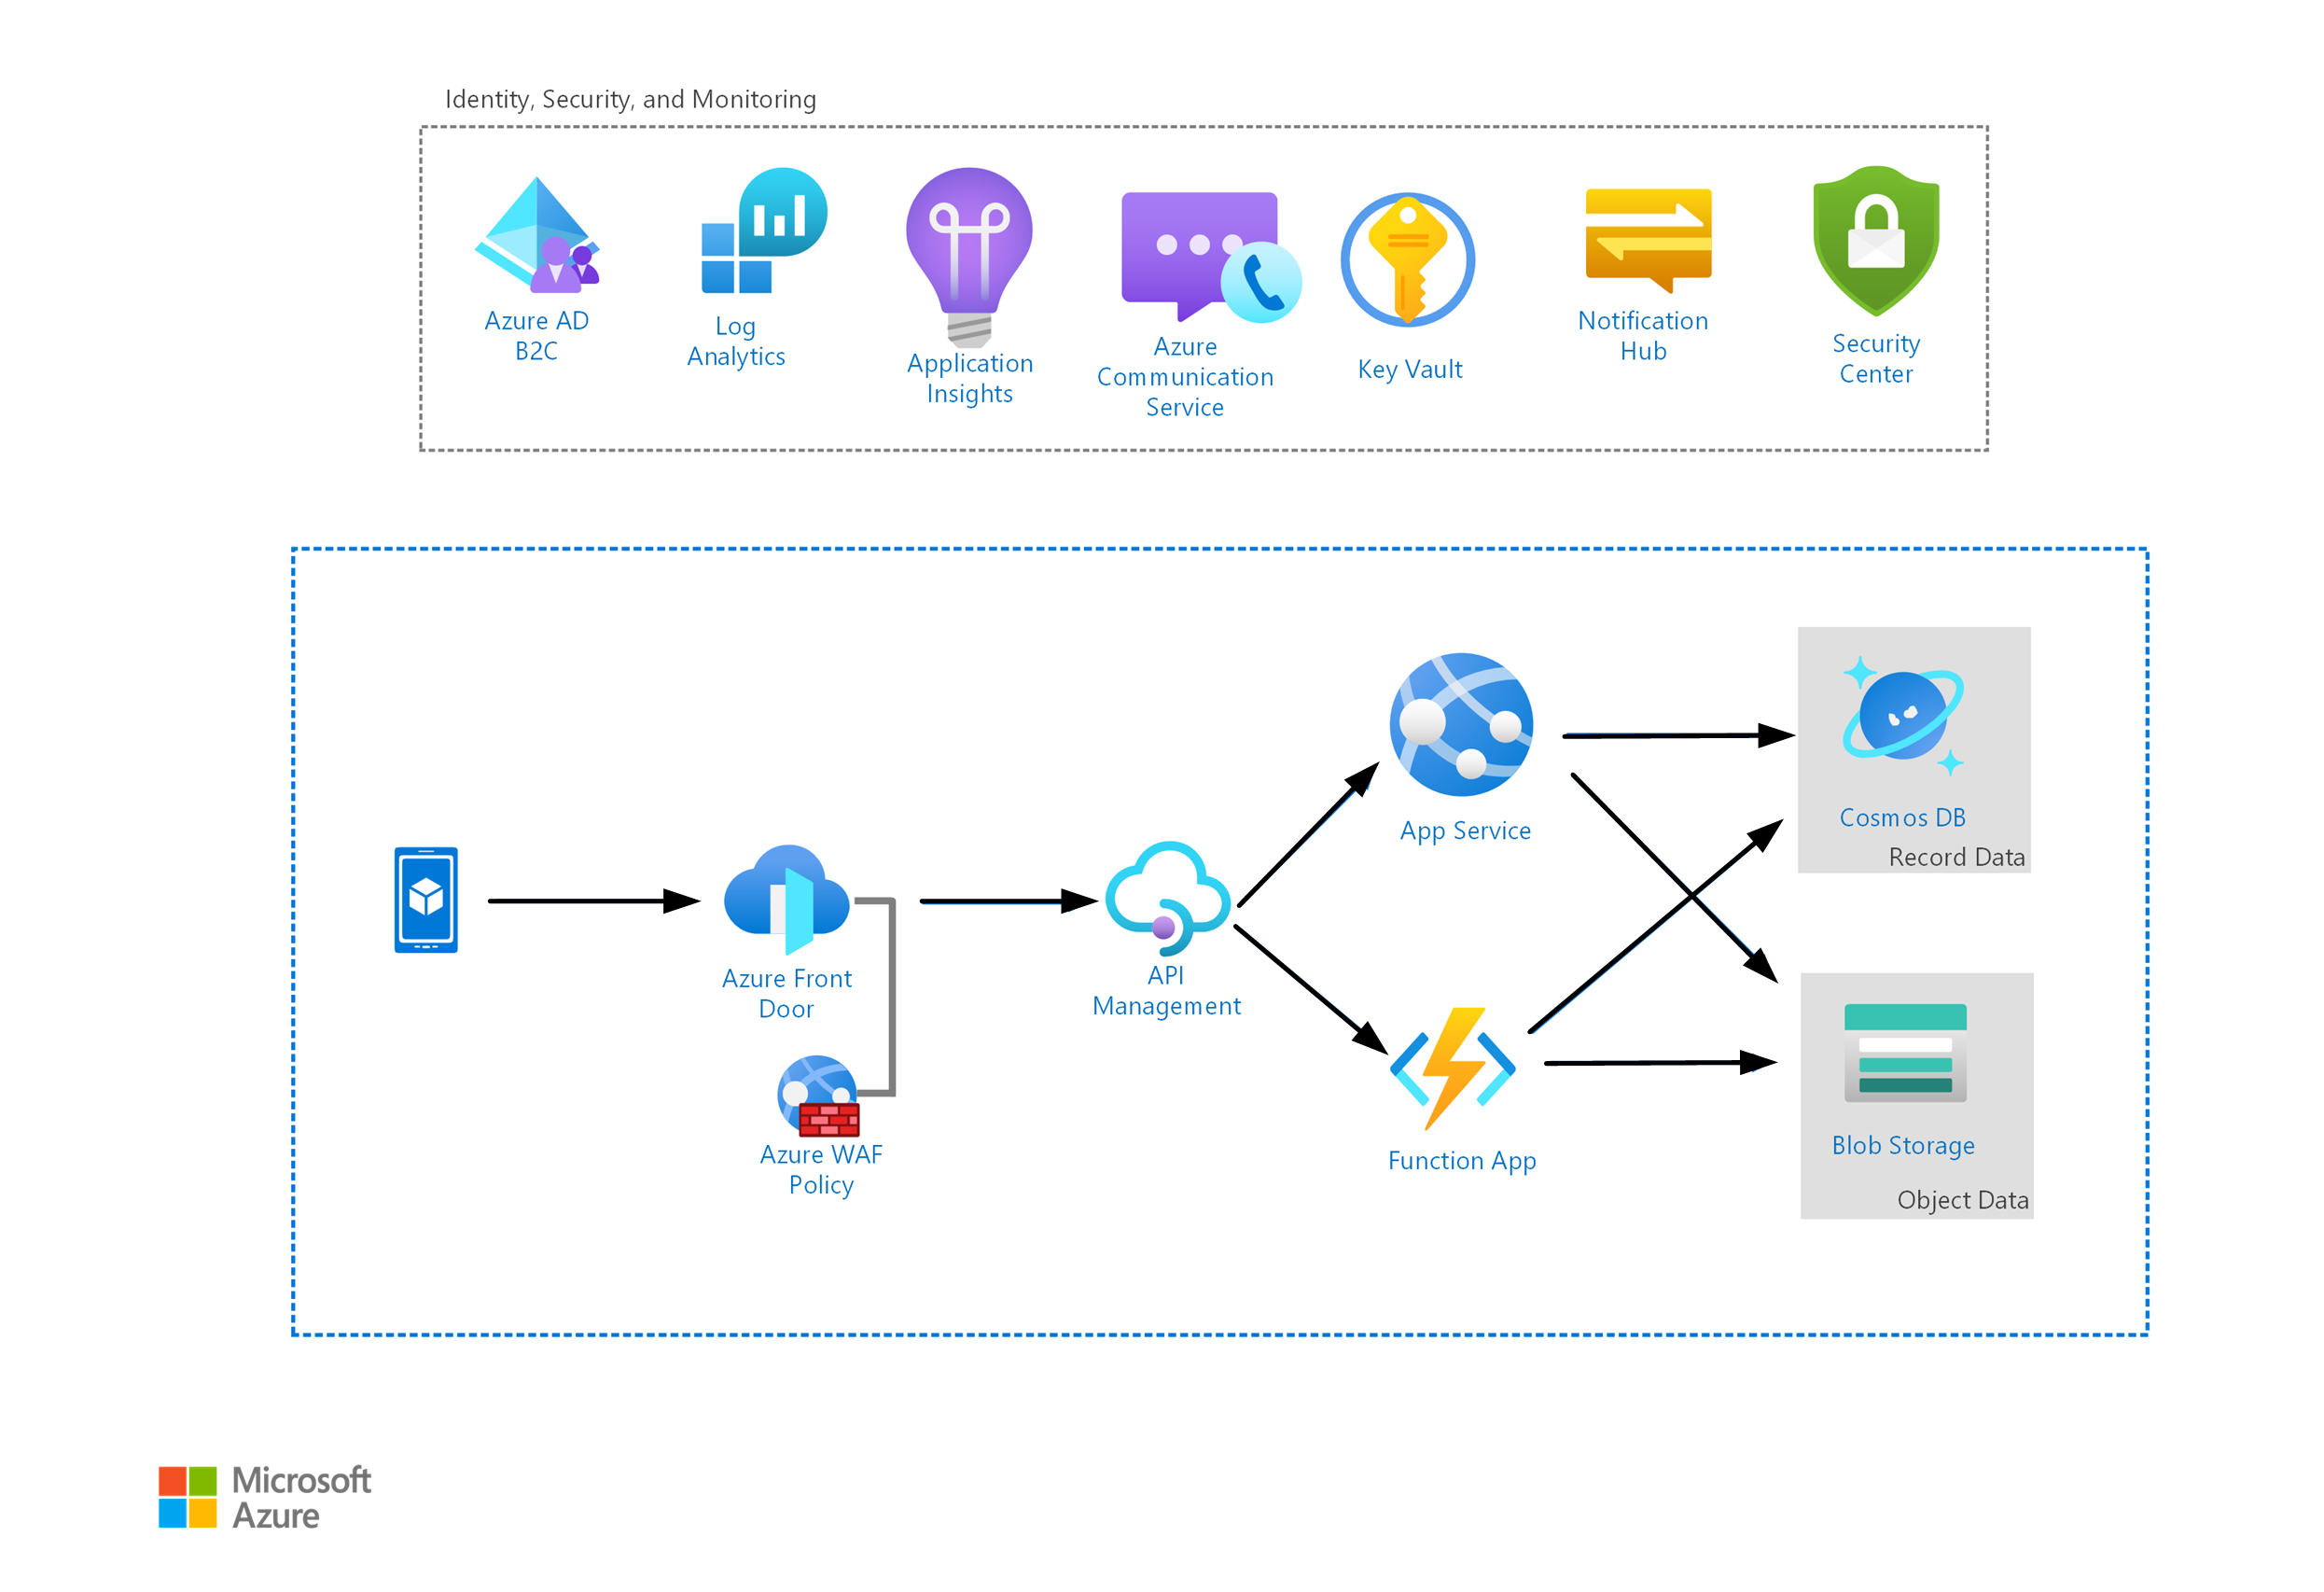 Identity, Security, and Monitoring
Azure AD
B2C
Log
Analytics
Application
Insights
Azure
Communication
Service
Key Vault
Notification
Hub
Security
Center
Azure Front
Door
Azure WAF
Policy
API
Management
App Service
Function App
Cosmos DB
Record Data
Blob Storage
Object Data
Microsoft
Azure